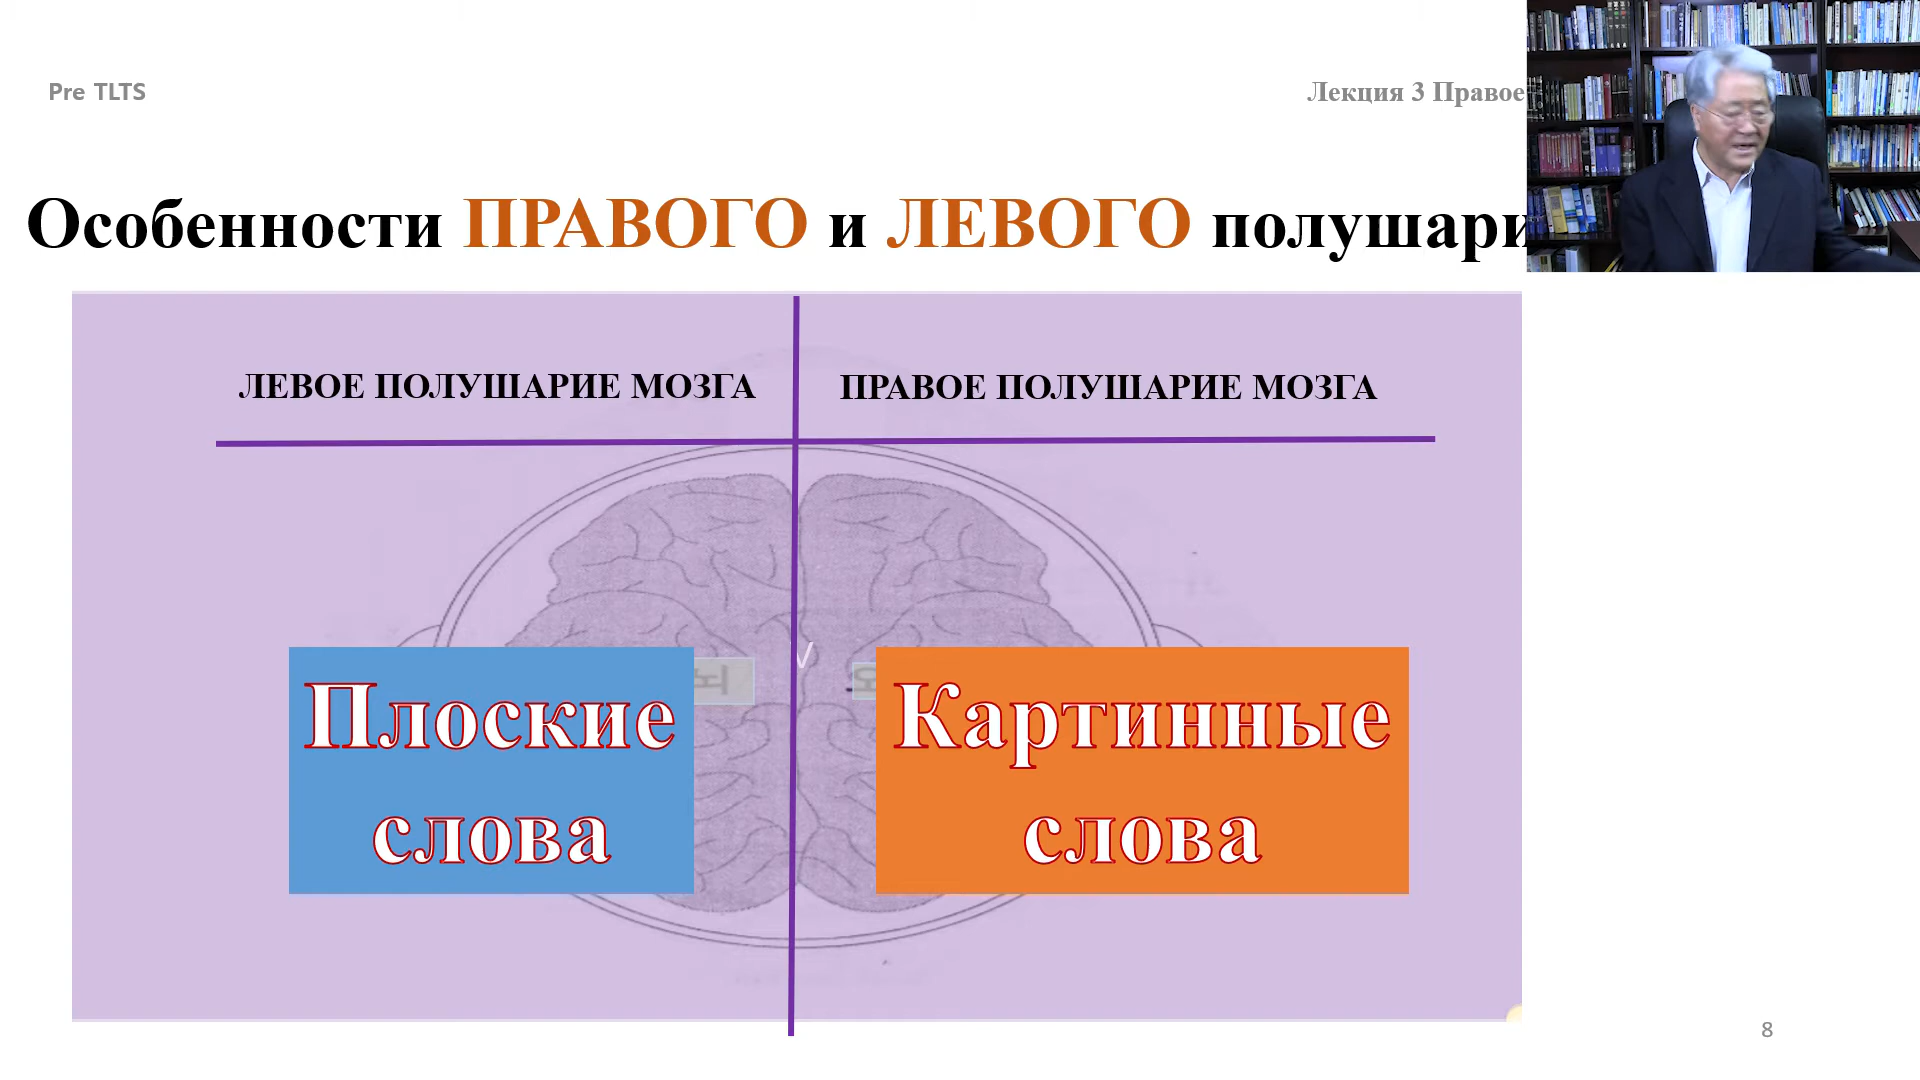 Pre TLTS
Лекция 3 Правое
Особенности ПРАВОГО и ЛЕВОГО полушари
ЛЕВОЕ ПОЛУШАРИЕ МОЗГА
ПРАВОЕ ПОЛУШАРИЕ МОЗГА
뇌
Плоские
слова
Картинные
слова
8